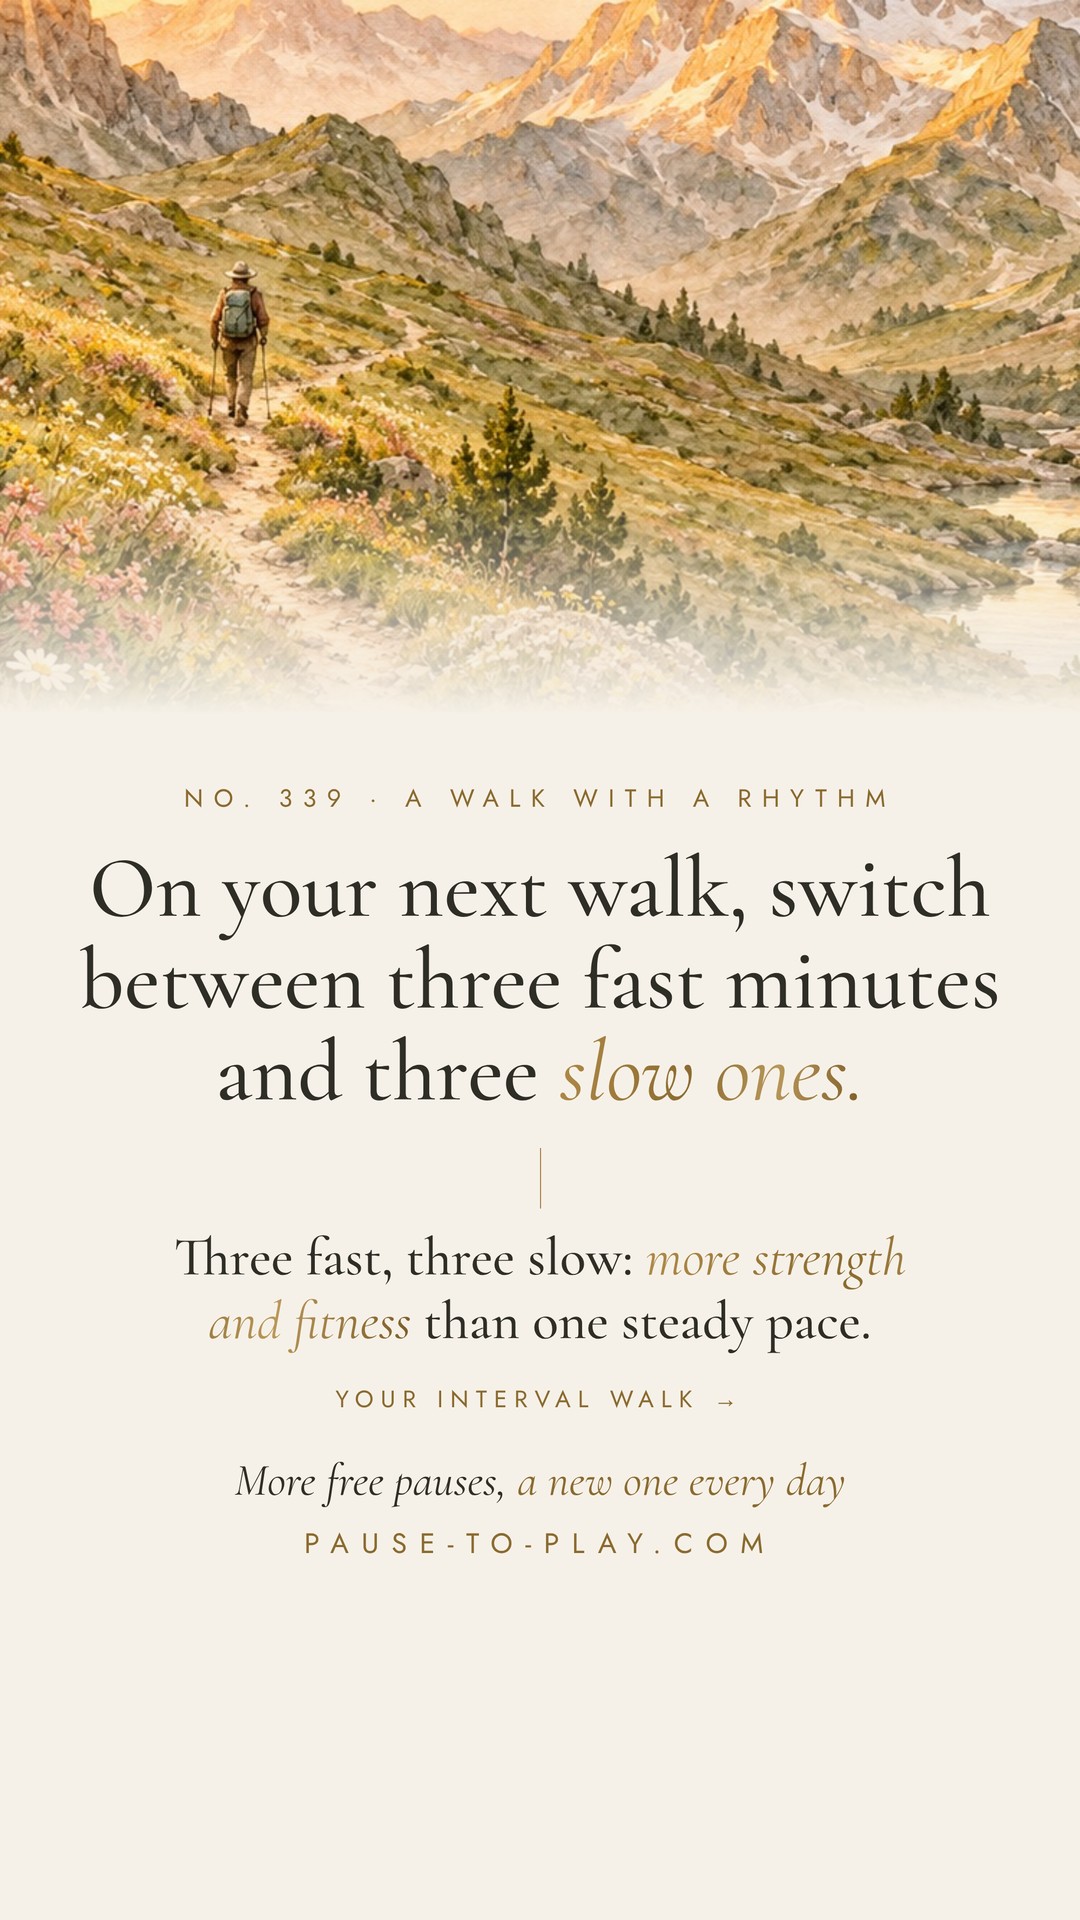 NO. 339 · A WALK WITH A RHYTHM
On your next walk, switch
between three fast minutes
and three slow ones.
Three fast, three slow: more strength
and fitness than one steady pace.
YOUR INTERVAL WALK →
More free pauses, a new one every day
PAUSE-TO-PLAY.COM